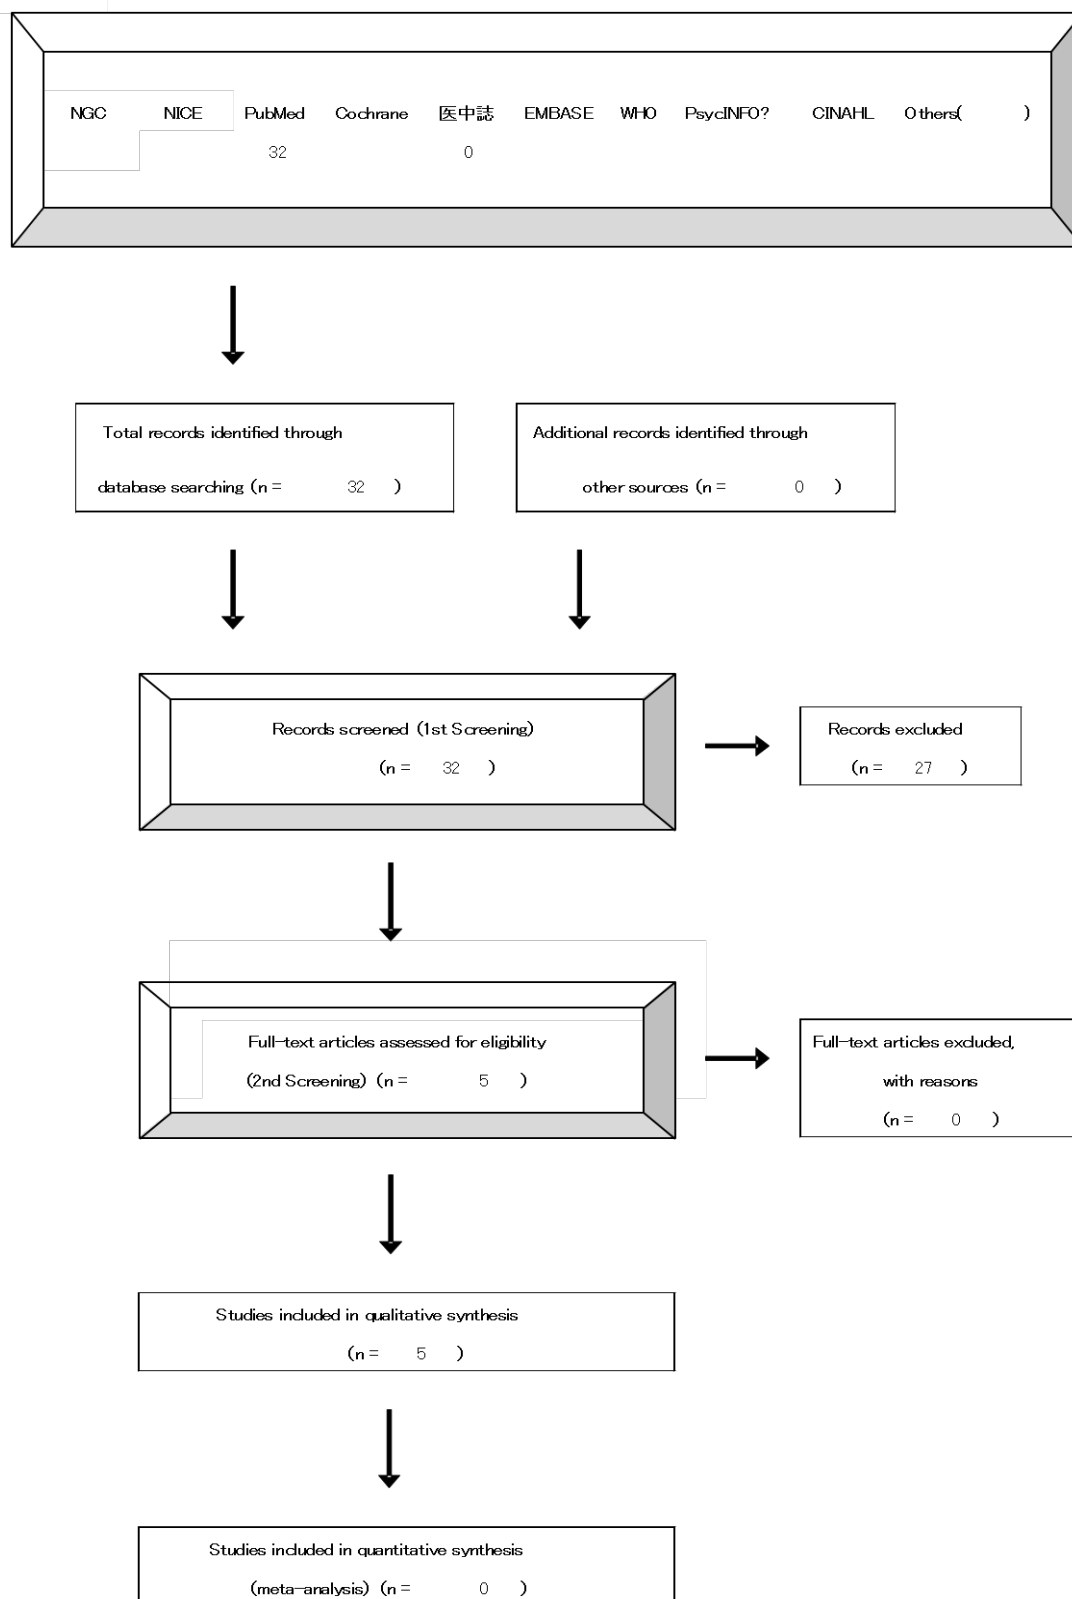 NGC NICE PubMed Cochrane 医中誌 EMBASE WHO PsycINFO? CINAHL Others( )
32 0
Total records identified through
database searching (n = 32 )
Additional records identified through
other sources (n = 0 )
Records screened (1st Screening)
(n = 32 )
Records excluded
(n = 27 )
Full-text articles assessed for eligibility
(2nd Screening) (n = 5 )
Full-text articles excluded,
with reasons
(n = 0 )
Studies included in qualitative synthesis
(n = 5 )
Studies included in quantitative synthesis
(meta-analysis) (n = 0 )